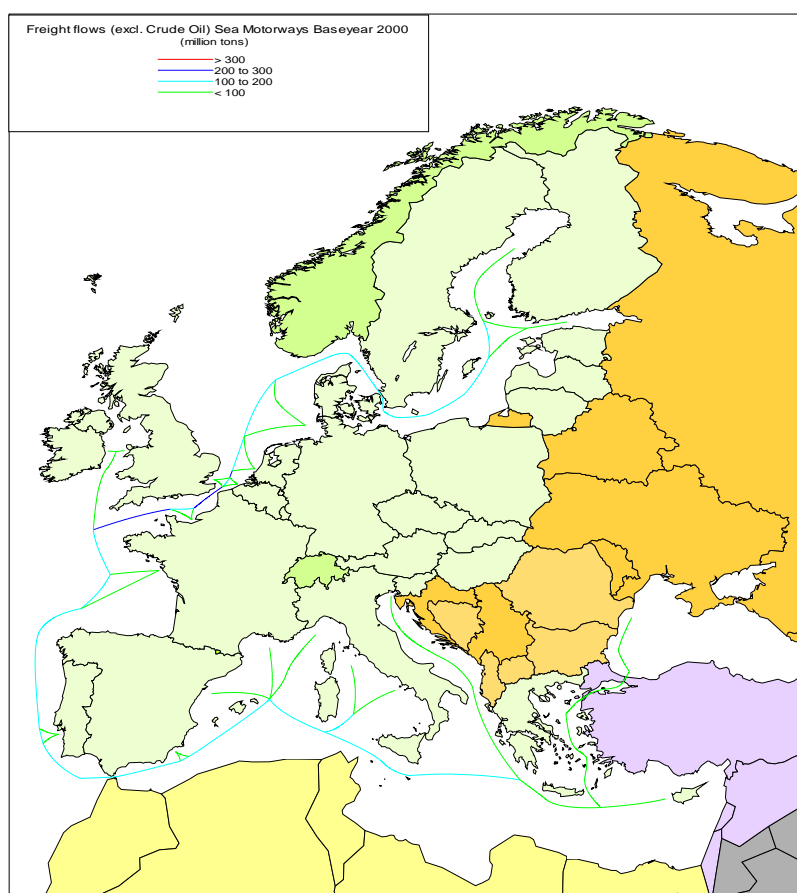 Freight flows (excl. Crude Oil) Sea Motorways Baseyear 2000
(million tons)
> 300
200 to 300
100 to 200
< 100